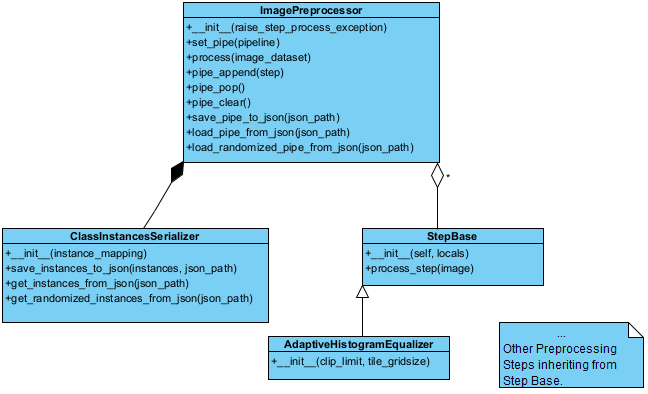 ImagePreprocessor
+__init__(raise_step_process_exception)
+set_pipe(pipeline)
+process(image_dataset)
+pipe_append(step)
+pipe_pop()
+pipe_clear()
+save_pipe_to_json(json_path)
+load_pipe_from_json(json_path)
+load_randomized_pipe_from_json(json_path)
*
ClassInstancesSerializer
+__init__(instance_mapping)
+save_instances_to_json(instances, json_path)
+get_instances_from_json(json_path)
+get_randomized_instances_from_json(json_path)
StepBase
+__init__(self, locals)
+process_step(image)
AdaptiveHistogramEqualizer
+__init__(clip_limit, tile_gridsize)
...
Other Preprocessing
Steps inheriting from
Step Base.